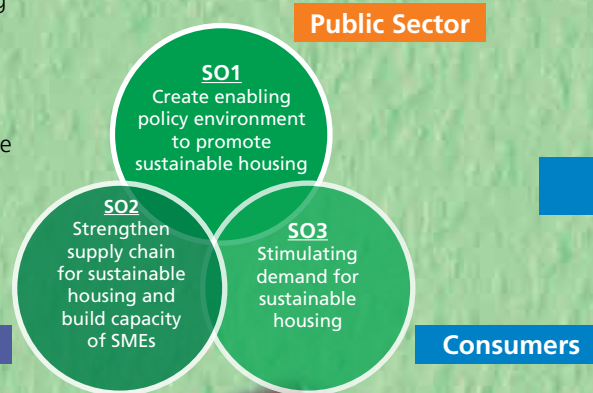 Public Sector
SO1
Create enabling
policy environment
to promote
sustainable housing
SO2
Strengthen
supply chain
for sustainable
housing and
build capacity
of SMEs
SO3
Stimulating
demand for
sustainable
housing
Consumers